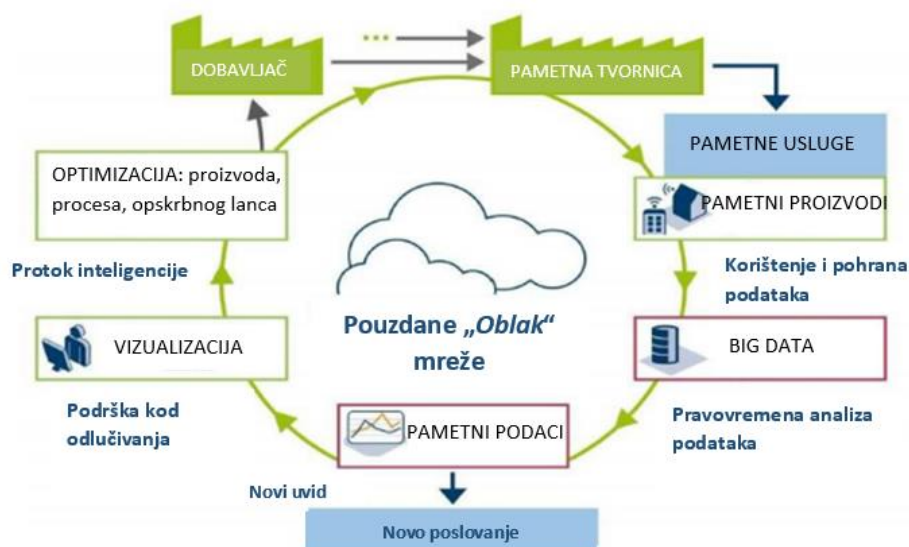 DOBAVLJAČ
PAMETNA TVORNICA
PAMETNE USLUGE
OPTIMIZACIJA: proizvoda,
procesa, opskrbnog lanca
PAMETNI PROIZVODI
Protok inteligencije
Korištenje i pohrana
podataka
Pouzdane „Oblak“
mreže
VIZUALIZACIJA
BIG DATA
Podrška kod
odlučivanja
PAMETNI PODACI
Pravovremena analiza
podataka
Novi uvid
Novo poslovanje